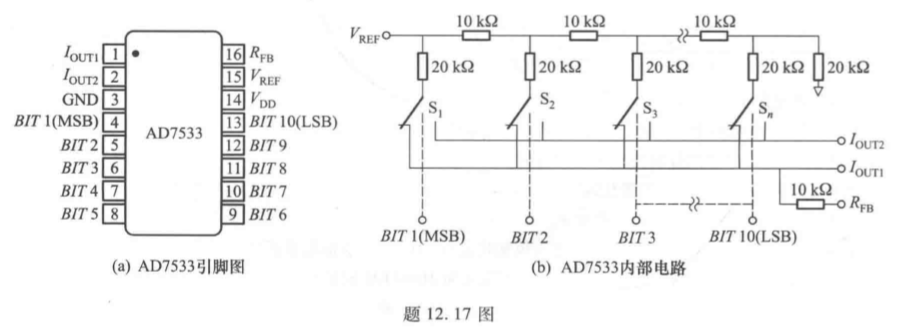 I_OUT1 1 16 R_FB
I_OUT2 2 15 V_REF
GND 3 14 V_DD
BIT 1(MSB) 4 13 BIT 10(LSB)
AD7533
BIT 2 5 12 BIT 9
BIT 3 6 11 BIT 8
BIT 4 7 10 BIT 7
BIT 5 8 9 BIT 6
(a) AD7533引脚图
10 kΩ 10 kΩ 10 kΩ
V_REF
20 kΩ 20 kΩ 20 kΩ 20 kΩ 20 kΩ
S_1 S_2 S_3 S_n
I_OUT2
I_OUT1
10 kΩ R_FB
BIT 1(MSB) BIT 2 BIT 3 BIT 10(LSB)
(b) AD7533内部电路
题 12.17 图